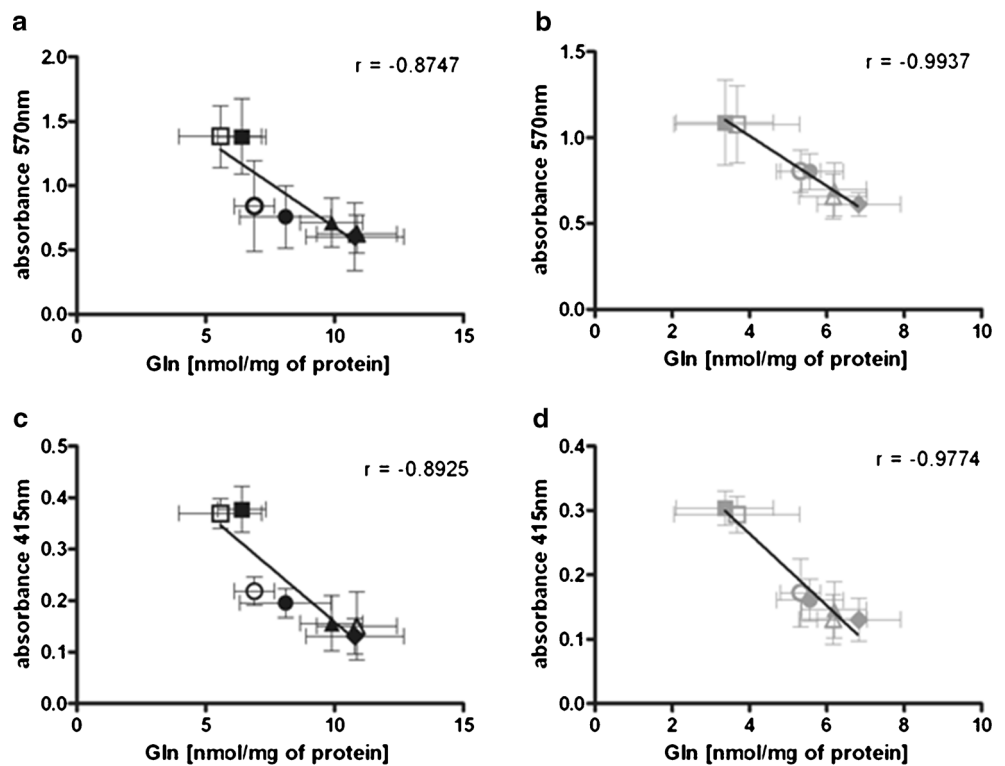 a
r = -0.8747
2.0
1.5
1.0
0.5
0.0
absorbance 570nm
0 5 10 15
Gln [nmol/mg of protein]
b
r = -0.9937
1.5
1.0
0.5
0.0
absorbance 570nm
0 2 4 6 8 10
Gln [nmol/mg of protein]
c
r = -0.8925
0.5
0.4
0.3
0.2
0.1
0.0
absorbance 415nm
0 5 10 15
Gln [nmol/mg of protein]
d
r = -0.9774
0.4
0.3
0.2
0.1
0.0
absorbance 415nm
0 2 4 6 8 10
Gln [nmol/mg of protein]